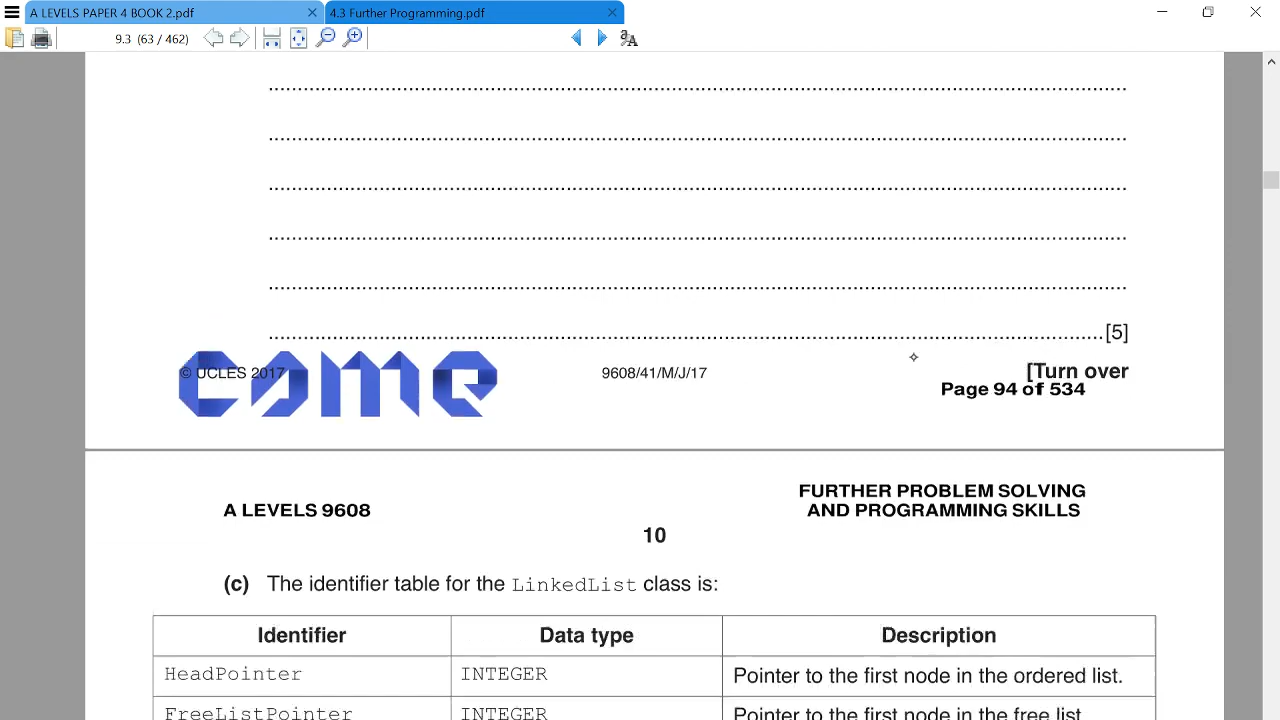 A LEVELS PAPER 4 BOOK 2.pdf
4.3 Further Programming.pdf
9.3 (63 / 462)
[5]
come
© UCLES 2017
9608/41/M/J/17
[Turn over
Page 94 of 534
A LEVELS 9608
FURTHER PROBLEM SOLVING
AND PROGRAMMING SKILLS
10
(c) The identifier table for the LinkedList class is:
Identifier Data type Description
HeadPointer INTEGER Pointer to the first node in the ordered list.
FreeListPointer INTEGER Pointer to the first node in the free list